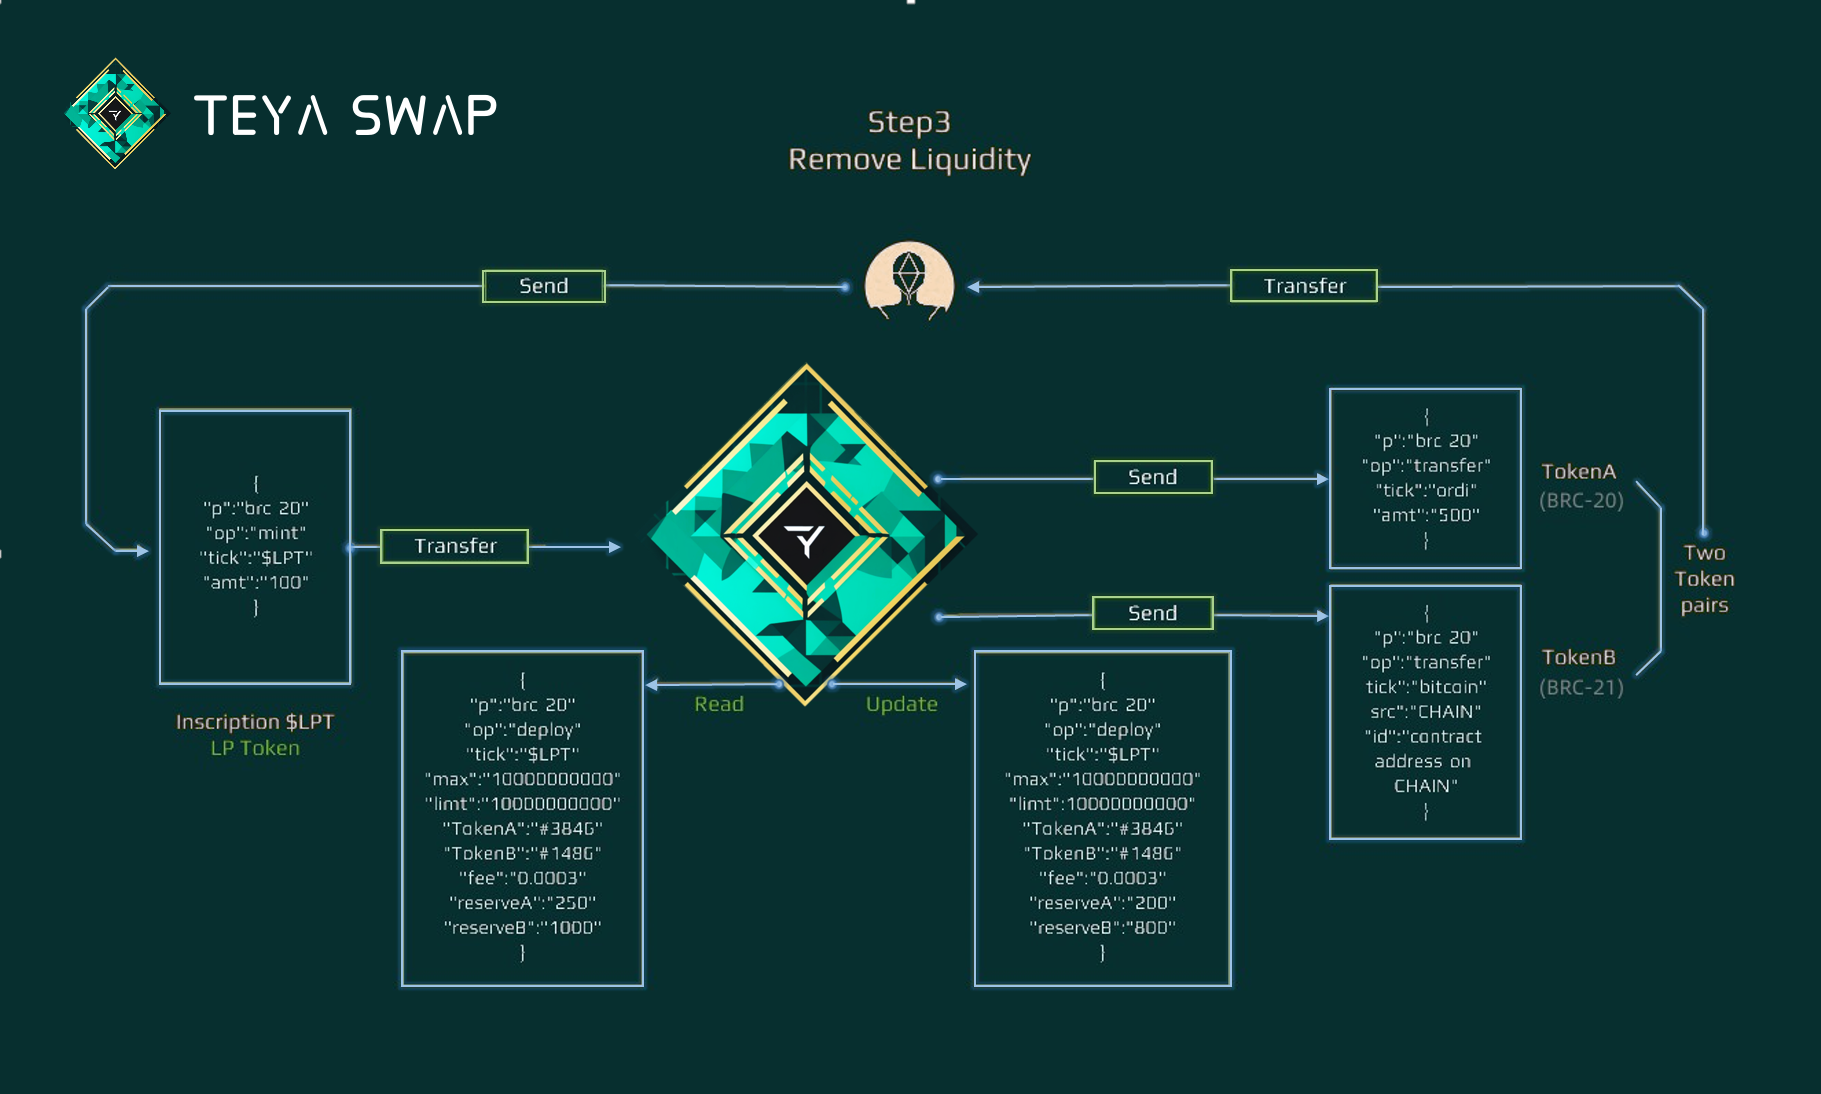 TEYA SWAP
Step3
Remove Liquidity
Send
Transfer
{
"p":"brc 20"
"op":"mint"
"tick":"$LPT"
"amt":"100"
}
Inscription $LPT
LP Token
Transfer
{
"p":"brc 20"
"op":"deploy"
"tick":"$LPT"
"max":"10000000000"
"limt":"10000000000"
"TokenA":"#3846"
"TokenB":"#1486"
"fee":"0.0003"
"reserveA":"250"
"reserveB":"1000"
}
Read
Update
{
"p":"brc 20"
"op":"deploy"
"tick":"$LPT"
"max":"10000000000"
"limt":10000000000"
"TokenA":"#3846"
"TokenB":"#1486"
"fee":"0.0003"
"reserveA":"200"
"reserveB":"800"
}
Send
Send
{
"p":"brc 20"
"op":"transfer"
"tick":"ordi"
"amt":"500"
}
TokenA
(BRC-20)
{
"p":"brc 20"
"op":"transfer"
tick":"bitcoin"
src":"CHAIN"
"id":"contract
address on
CHAIN"
}
TokenB
(BRC-21)
Two
Token
pairs